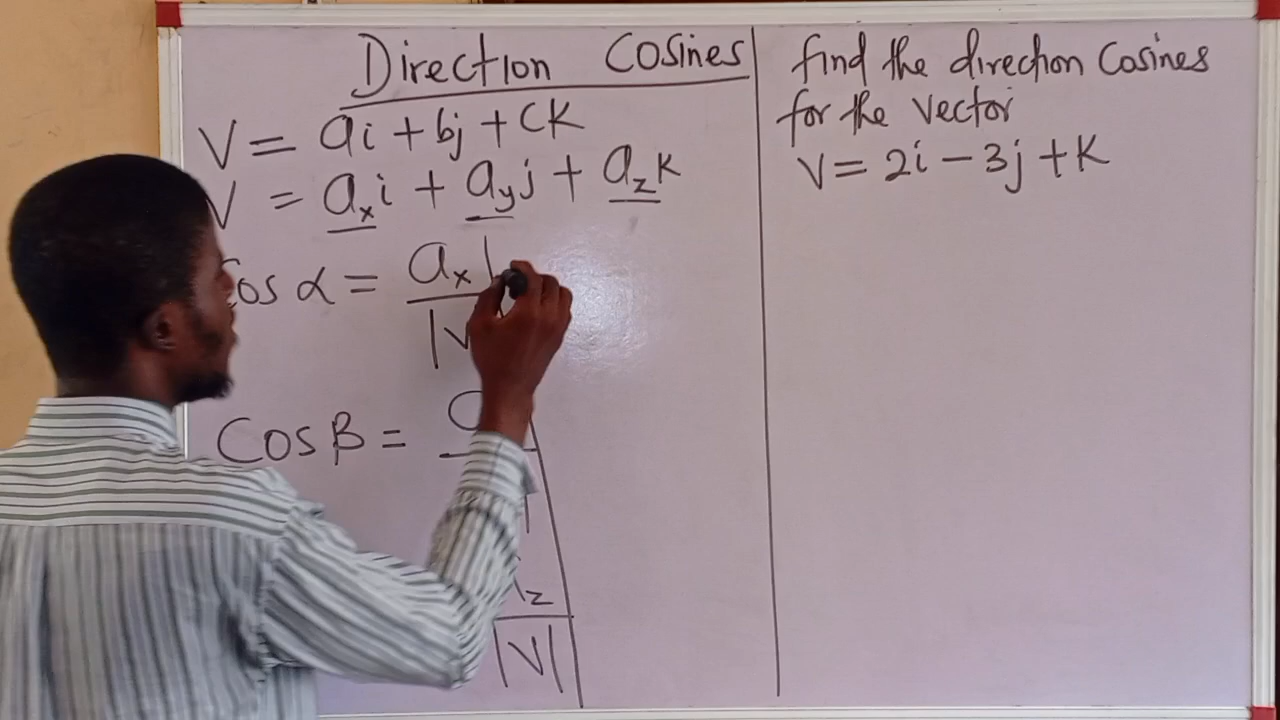 Direction Cosines
V = ai + bj + ck
V = aₓi + a_yj + a_zk
Cos α = aₓ
|V
Cos β =
z
|V|
find the direction Cosines
for the vector
V = 2i - 3j + k